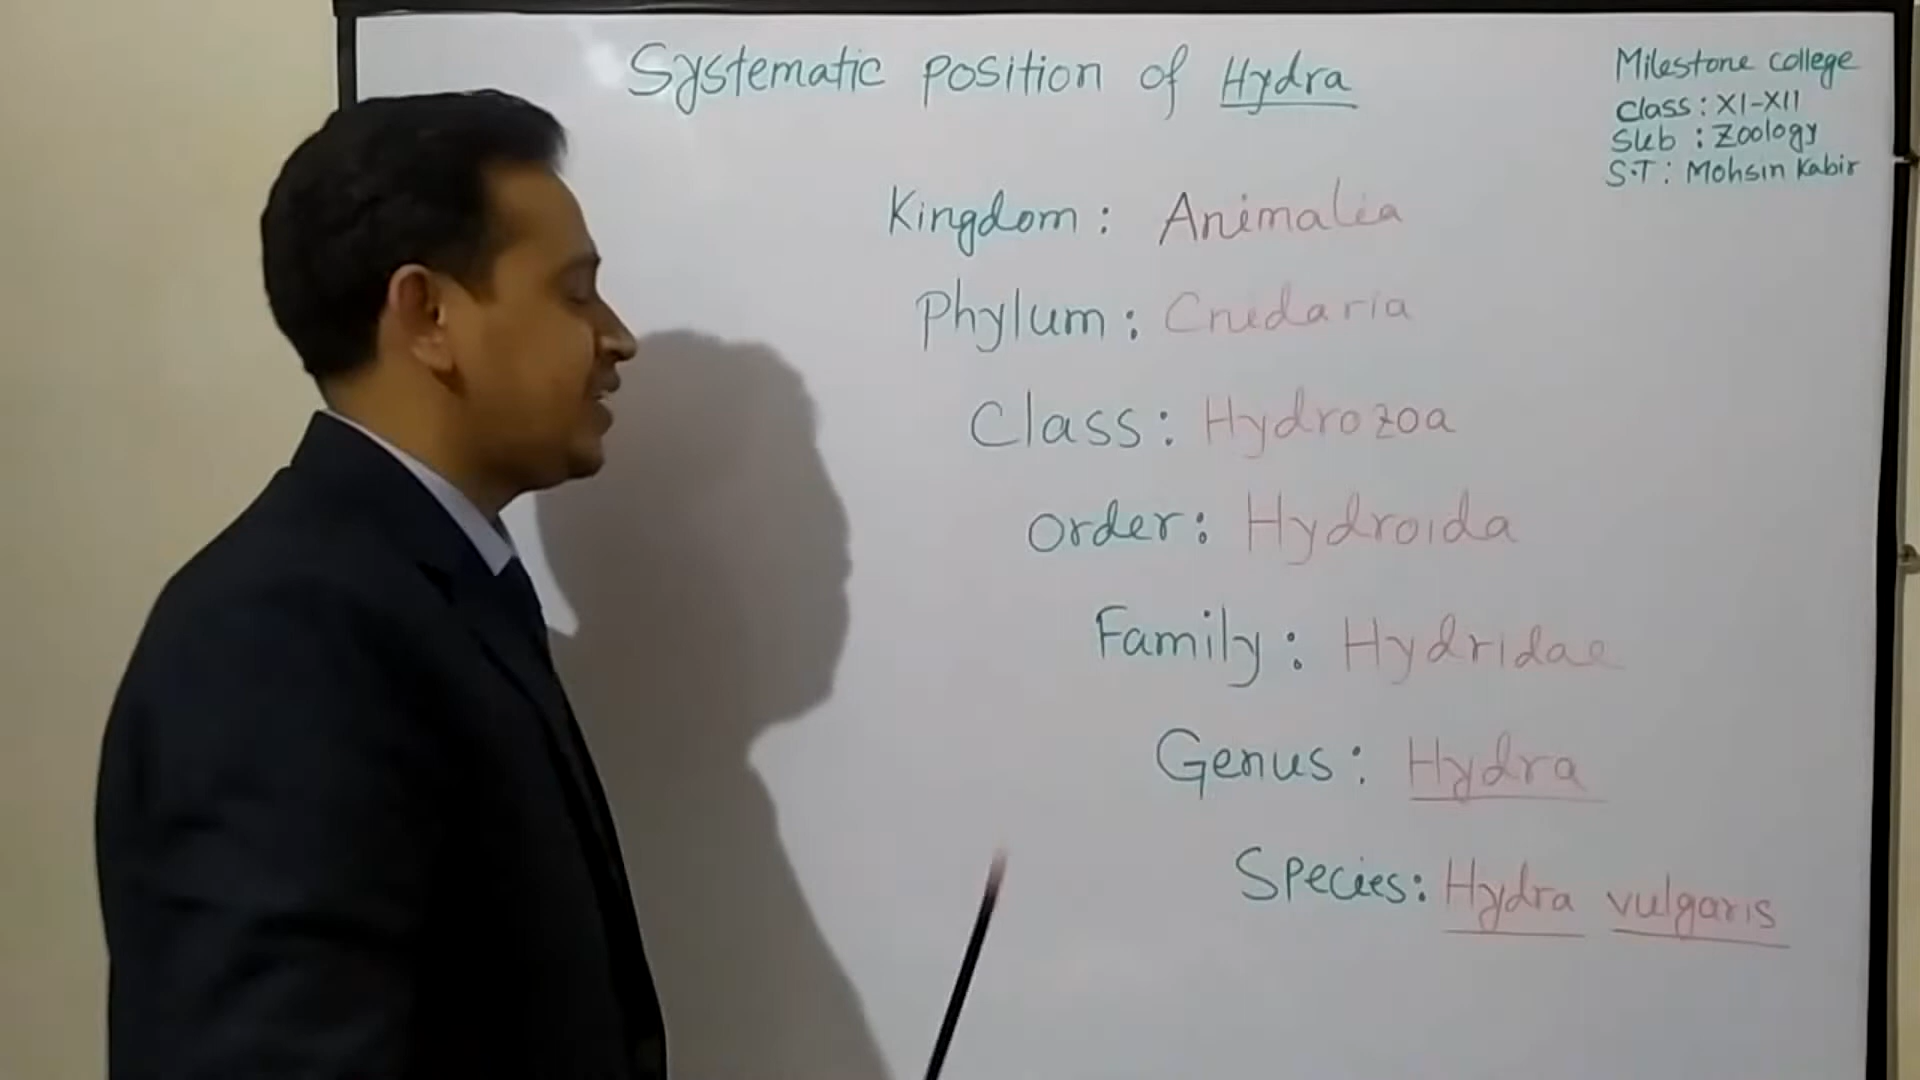 Systematic position of Hydra
Milestone college
Class: XI-XII
Sub : Zoology
S.T : Mohsin Kabir
Kingdom: Animalia
Phylum: Cnidaria
Class: Hydrozoa
Order: Hydroida
Family: Hydridae
Genus: Hydra
Species: Hydra vulgaris